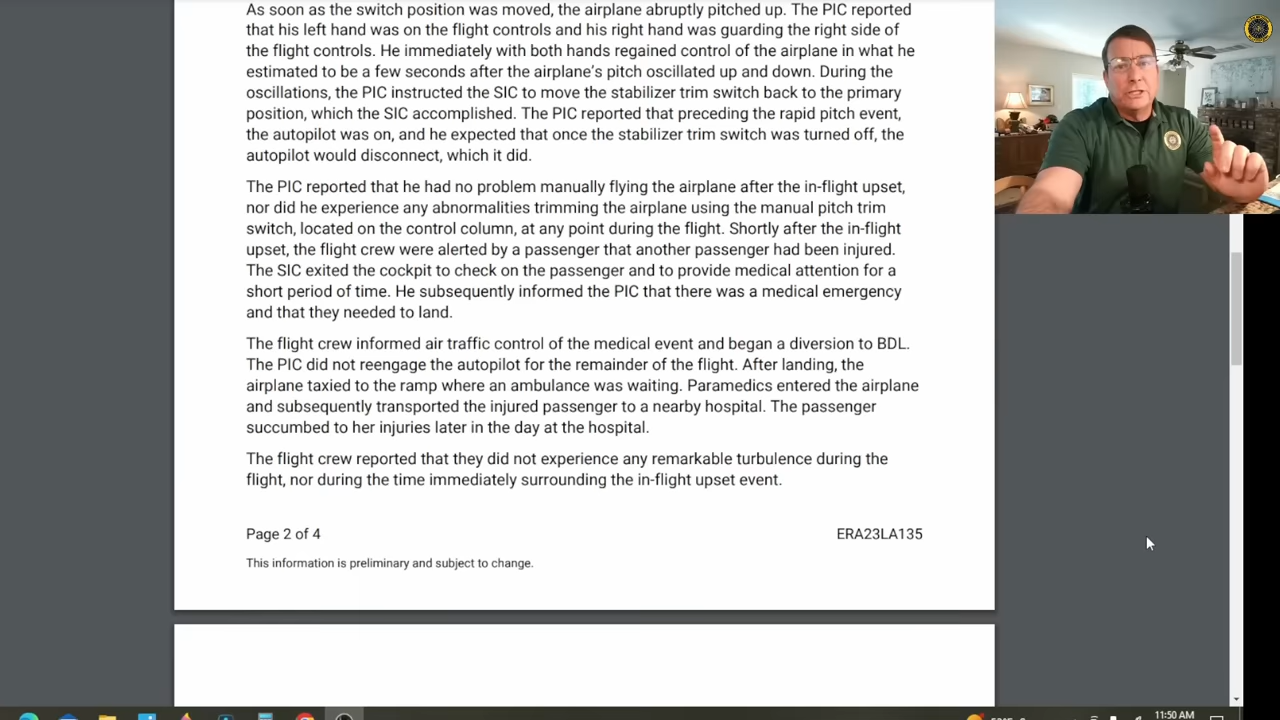 As soon as the switch position was moved, the airplane abruptly pitched up. The PIC reported
that his left hand was on the flight controls and his right hand was guarding the right side of
the flight controls. He immediately with both hands regained control of the airplane in what he
estimated to be a few seconds after the airplane's pitch oscillated up and down. During the
oscillations, the PIC instructed the SIC to move the stabilizer trim switch back to the primary
position, which the SIC accomplished. The PIC reported that preceding the rapid pitch event,
the autopilot was on, and he expected that once the stabilizer trim switch was turned off, the
autopilot would disconnect, which it did.
The PIC reported that he had no problem manually flying the airplane after the in-flight upset,
nor did he experience any abnormalities trimming the airplane using the manual pitch trim
switch, located on the control column, at any point during the flight. Shortly after the in-flight
upset, the flight crew were alerted by a passenger that another passenger had been injured.
The SIC exited the cockpit to check on the passenger and to provide medical attention for a
short period of time. He subsequently informed the PIC that there was a medical emergency
and that they needed to land.
The flight crew informed air traffic control of the medical event and began a diversion to BDL.
The PIC did not reengage the autopilot for the remainder of the flight. After landing, the
airplane taxied to the ramp where an ambulance was waiting. Paramedics entered the airplane
and subsequently transported the injured passenger to a nearby hospital. The passenger
succumbed to her injuries later in the day at the hospital.
The flight crew reported that they did not experience any remarkable turbulence during the
flight, nor during the time immediately surrounding the in-flight upset event.
Page 2 of 4 ERA23LA135
This information is preliminary and subject to change.
11:50 AM